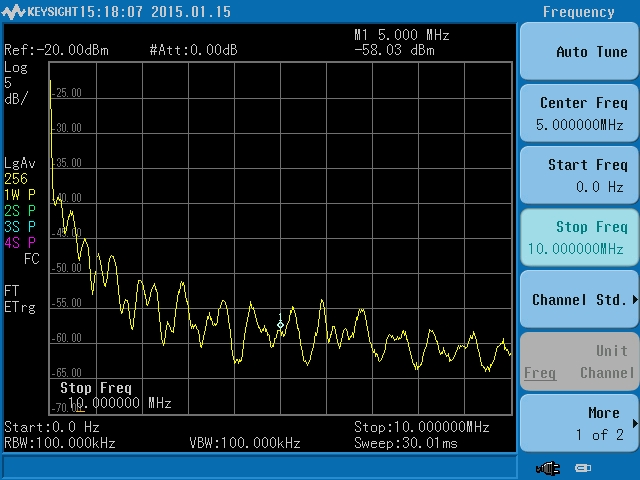 KEYSIGHT 15:18:07 2015.01.15
Frequency
M1 5.000 MHz
Ref:-20.00dBm #Att:0.00dB -58.03 dBm
Log
5
dB/
LgAv
256
1W P
2S P
3S P
4S P
FC
FT
ETrg
-25.00
-30.00
-35.00
-40.00
-45.00
-50.00
-55.00
-60.00
-65.00
-70.00
1
Stop Freq
10.000000 MHz
Start:0.0 Hz Stop:10.000000MHz
RBW:100.000kHz VBW:100.000kHz Sweep:30.01ms
Auto Tune
Center Freq
5.000000MHz
Start Freq
0.0 Hz
Stop Freq
10.000000MHz
Channel Std.
Unit
Freq Channel
More
1 of 2